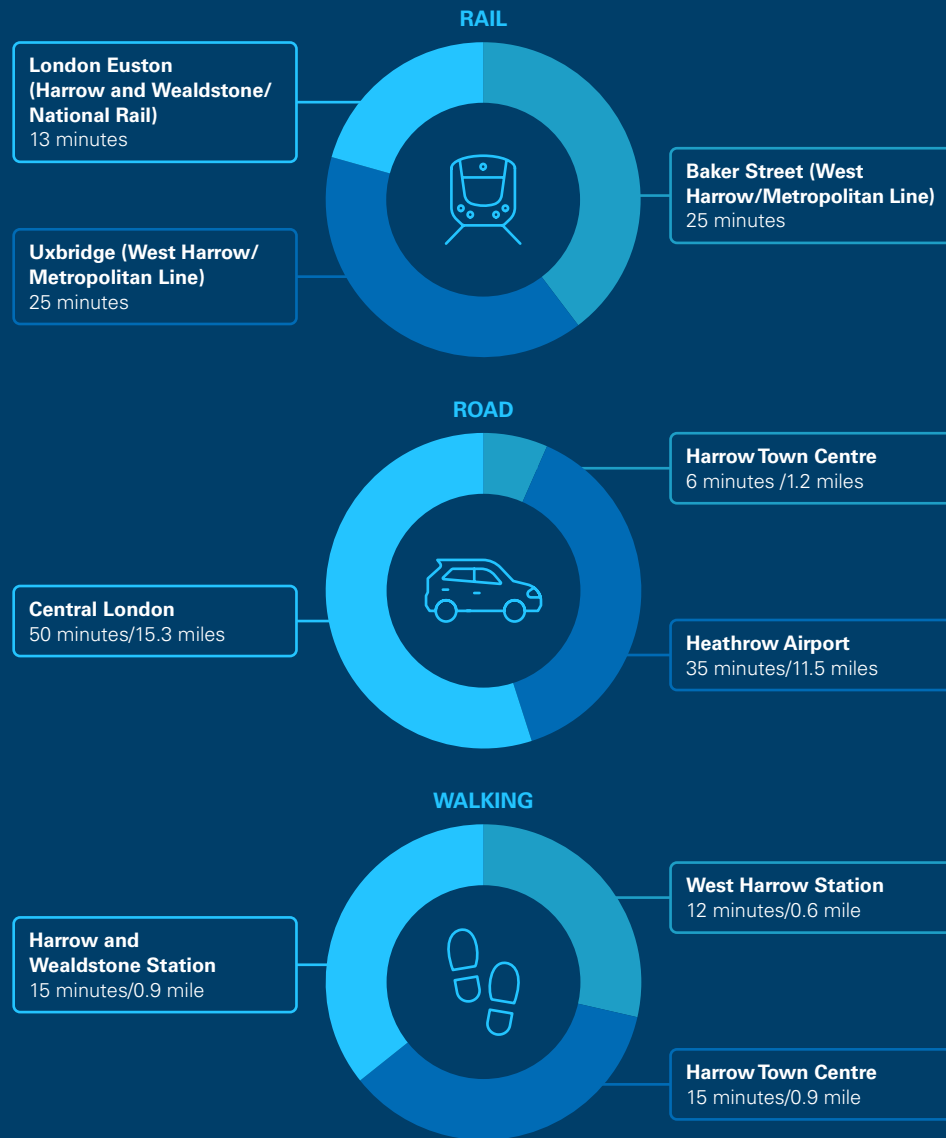 RAIL
London Euston
(Harrow and Wealdstone/
National Rail)
13 minutes
Baker Street (West
Harrow/Metropolitan Line)
25 minutes
Uxbridge (West Harrow/
Metropolitan Line)
25 minutes
ROAD
Harrow Town Centre
6 minutes /1.2 miles
Central London
50 minutes/15.3 miles
Heathrow Airport
35 minutes/11.5 miles
WALKING
West Harrow Station
12 minutes/0.6 mile
Harrow and
Wealdstone Station
15 minutes/0.9 mile
Harrow Town Centre
15 minutes/0.9 mile